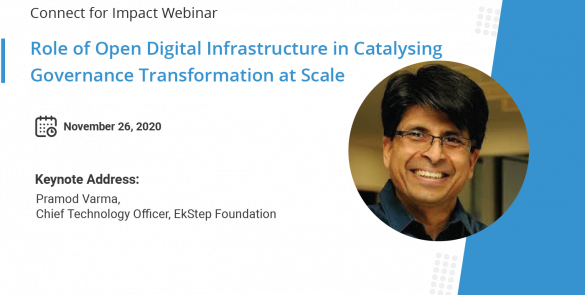 Connect for Impact Webinar
Role of Open Digital Infrastructure in Catalysing
Governance Transformation at Scale
November 26, 2020
Keynote Address:
Pramod Varma,
Chief Technology Officer, EkStep Foundation